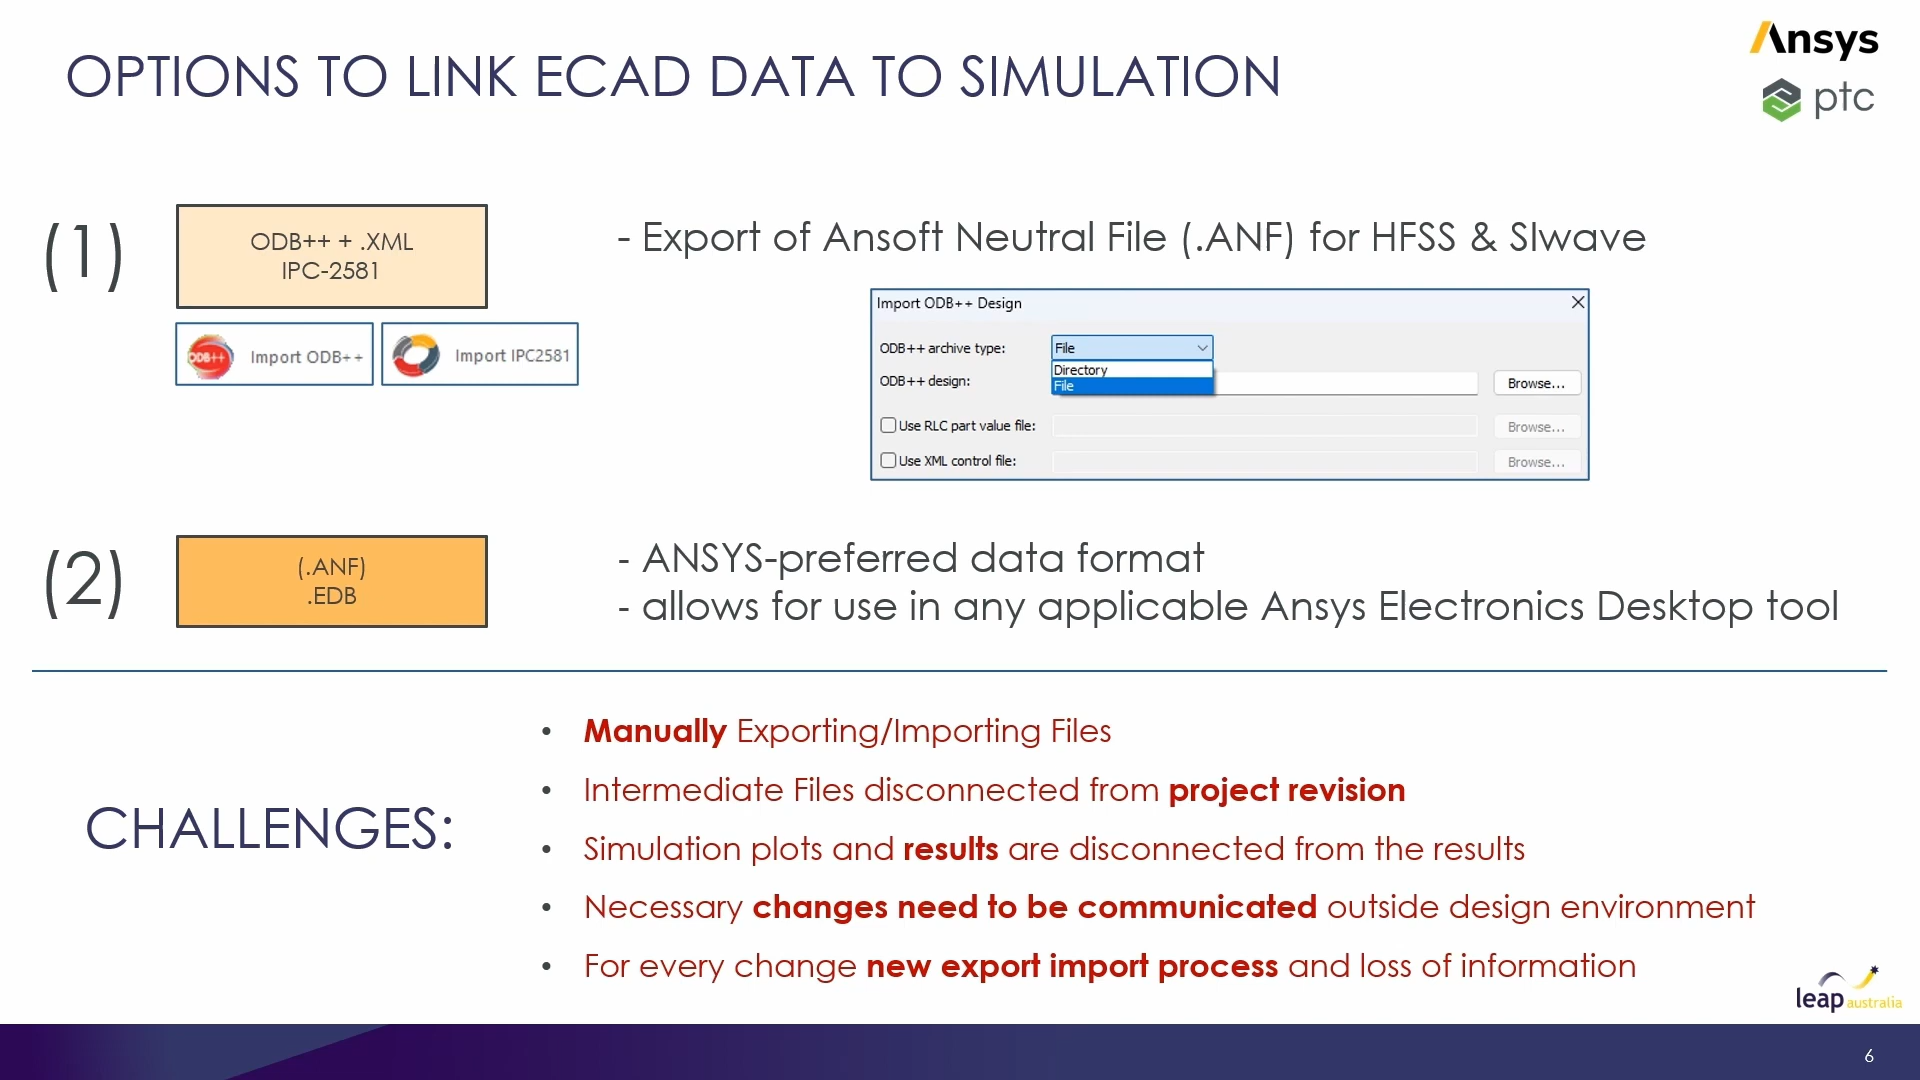 OPTIONS TO LINK ECAD DATA TO SIMULATION
Ansys
ptc
(1)
ODB++ + .XML
IPC-2581
- Export of Ansoft Neutral File (.ANF) for HFSS & SIwave
ODB++
Import ODB++
Import IPC2581
Import ODB++ Design
ODB++ archive type:
File
Directory
File
ODB++ design:
Browse...
Use RLC part value file:
Browse...
Use XML control file:
Browse...
(2)
(.ANF)
.EDB
- ANSYS-preferred data format
- allows for use in any applicable Ansys Electronics Desktop tool
CHALLENGES:
• Manually Exporting/Importing Files
• Intermediate Files disconnected from project revision
• Simulation plots and results are disconnected from the results
• Necessary changes need to be communicated outside design environment
• For every change new export import process and loss of information
leap australia
6